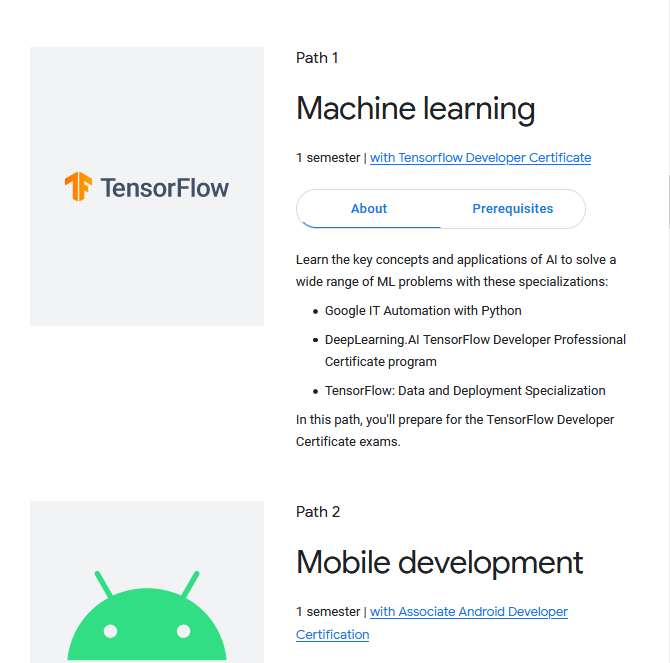 TensorFlow
Path 1
Machine learning
1 semester | with Tensorflow Developer Certificate
About Prerequisites
Learn the key concepts and applications of AI to solve a
wide range of ML problems with these specializations:
• Google IT Automation with Python
• DeepLearning.AI TensorFlow Developer Professional
Certificate program
• TensorFlow: Data and Deployment Specialization
In this path, you'll prepare for the TensorFlow Developer
Certificate exams.
Path 2
Mobile development
1 semester | with Associate Android Developer
Certification